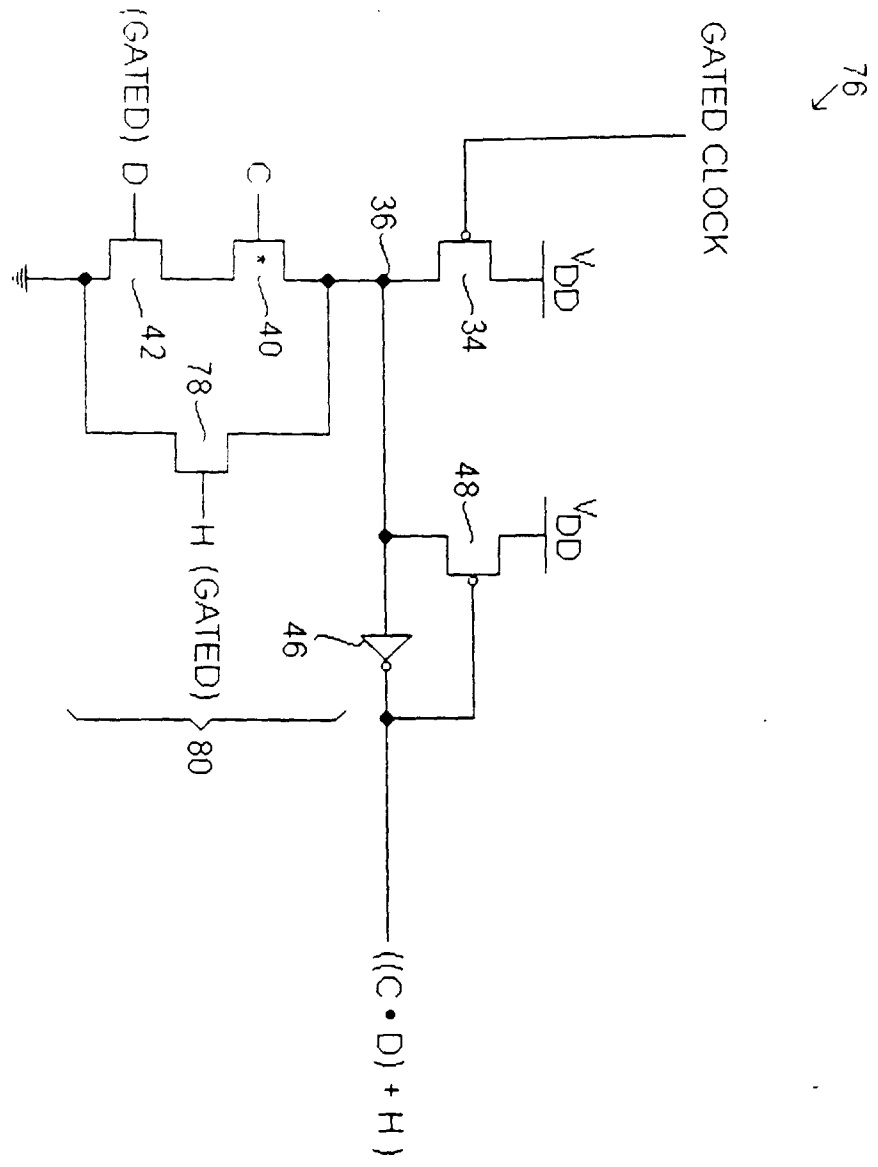 76
GATED CLOCK
VDD
34
36
VDD
48
46
C
*
40
(GATED) D
42
78
H (GATED)
80
((C • D) + H)